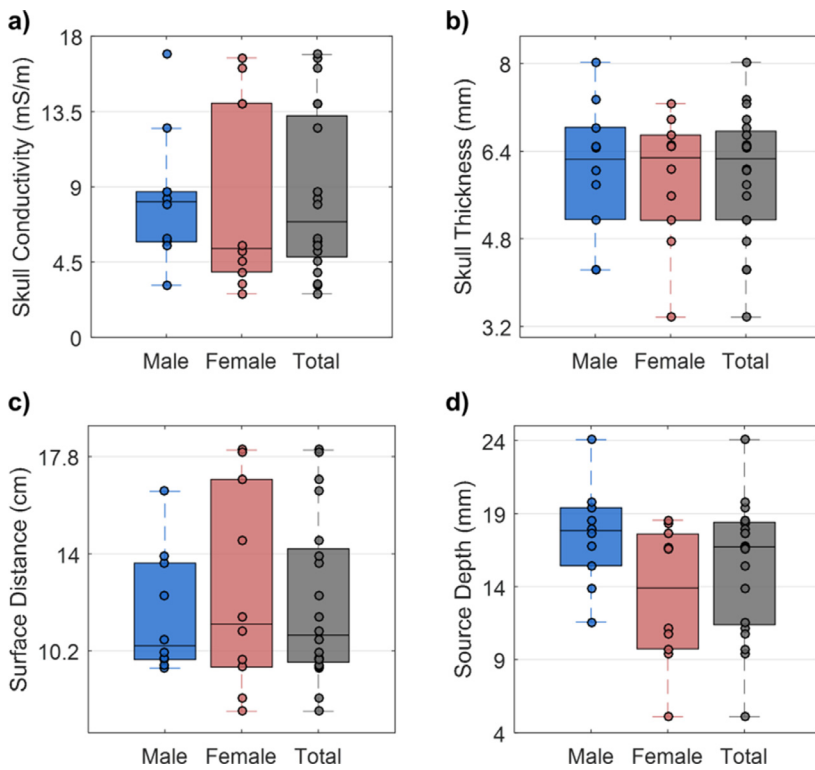 a)
Skull Conductivity (mS/m)
18
13.5
9
4.5
0
Male Female Total
b)
Skull Thickness (mm)
8
6.4
4.8
3.2
Male Female Total
c)
Surface Distance (cm)
17.8
14
10.2
Male Female Total
d)
Source Depth (mm)
24
19
14
9
4
Male Female Total